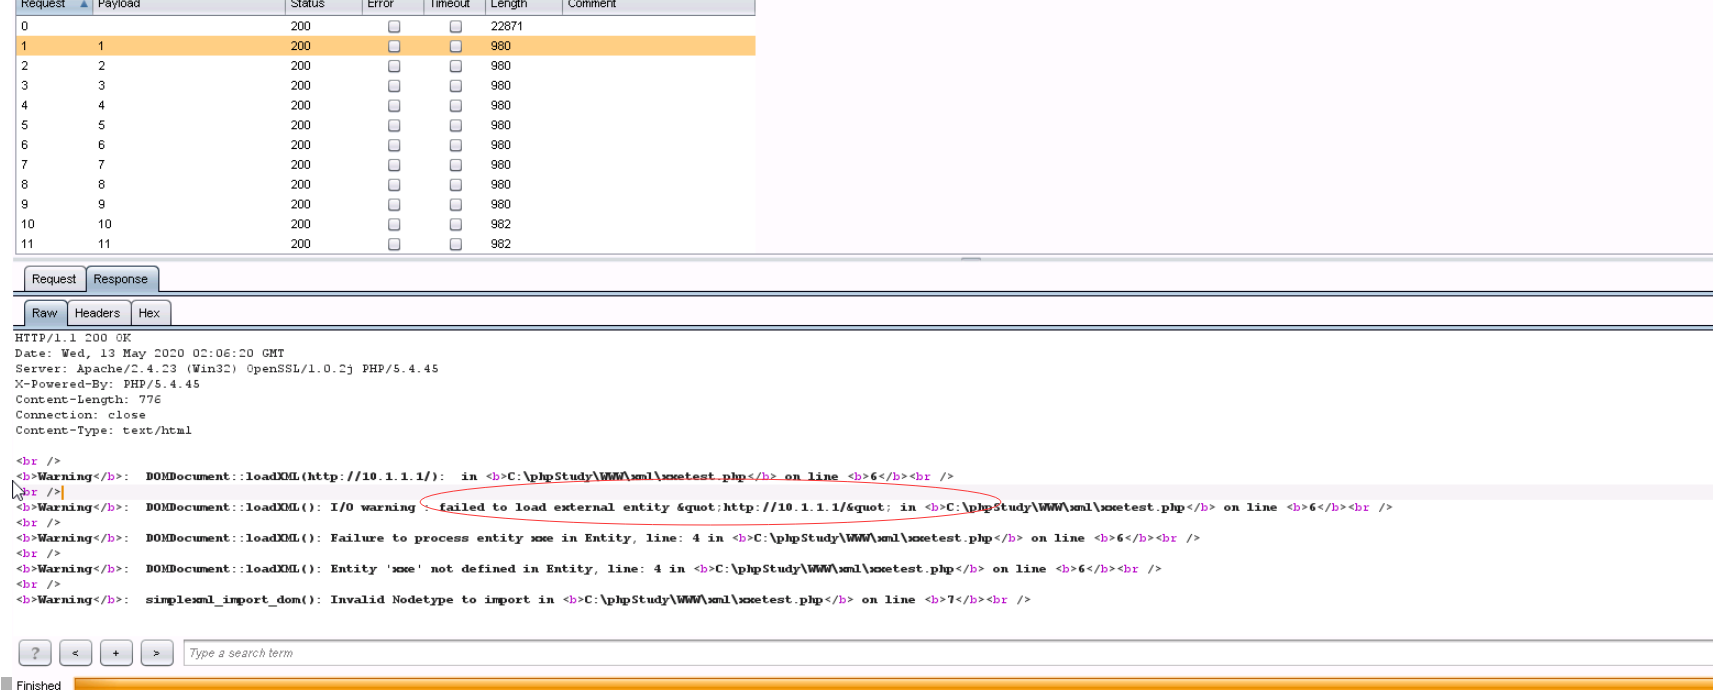 Request Payload Status Error Timeout Length Comment
0 200 22871
1 1 200 980
2 2 200 980
3 3 200 980
4 4 200 980
5 5 200 980
6 6 200 980
7 7 200 980
8 8 200 980
9 9 200 980
10 10 200 982
11 11 200 982
Request Response
Raw Headers Hex
HTTP/1.1 200 OK
Date: Wed, 13 May 2020 02:06:20 GMT
Server: Apache/2.4.23 (Win32) OpenSSL/1.0.2j PHP/5.4.45
X-Powered-By: PHP/5.4.45
Content-Length: 776
Connection: close
Content-Type: text/html
<br />
<b>Warning</b>:  DOMDocument::loadXML(http://10.1.1.1/):  in <b>C:\phpStudy\WWW\xml\xxetest.php</b> on line <b>6</b><br />
<br />
<b>Warning</b>:  DOMDocument::loadXML(): I/O warning : failed to load external entity &quot;http://10.1.1.1/&quot; in <b>C:\phpStudy\WWW\xml\xxetest.php</b> on line <b>6</b><br />
<br />
<b>Warning</b>:  DOMDocument::loadXML(): Failure to process entity xxe in Entity, line: 4 in <b>C:\phpStudy\WWW\xml\xxetest.php</b> on line <b>6</b><br />
<br />
<b>Warning</b>:  DOMDocument::loadXML(): Entity 'xxe' not defined in Entity, line: 4 in <b>C:\phpStudy\WWW\xml\xxetest.php</b> on line <b>6</b><br />
<br />
<b>Warning</b>:  simplexml_import_dom(): Invalid Nodetype to import in <b>C:\phpStudy\WWW\xml\xxetest.php</b> on line <b>7</b><br />
? < + > Type a search term
Finished